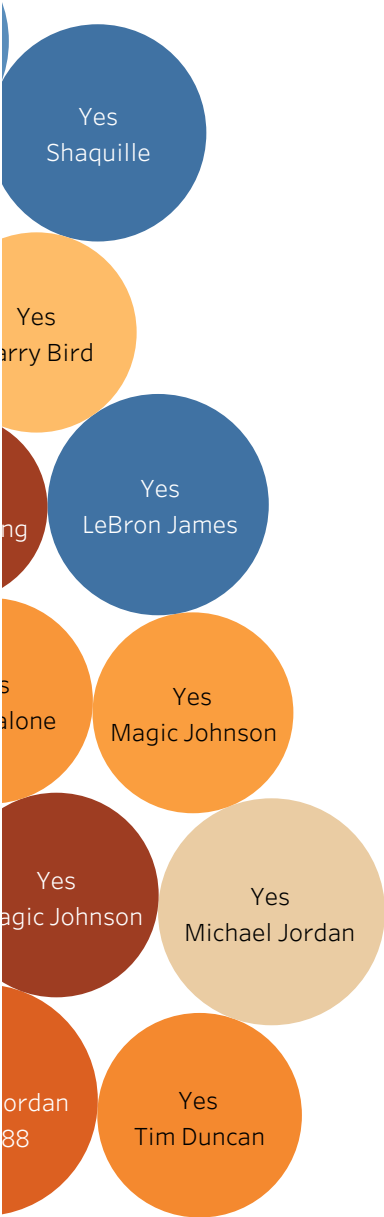 Yes
Shaquille
Yes
arry Bird
Yes
LeBron James
ng
s
alone
Yes
Magic Johnson
Yes
agic Johnson
Yes
Michael Jordan
ordan
88
Yes
Tim Duncan